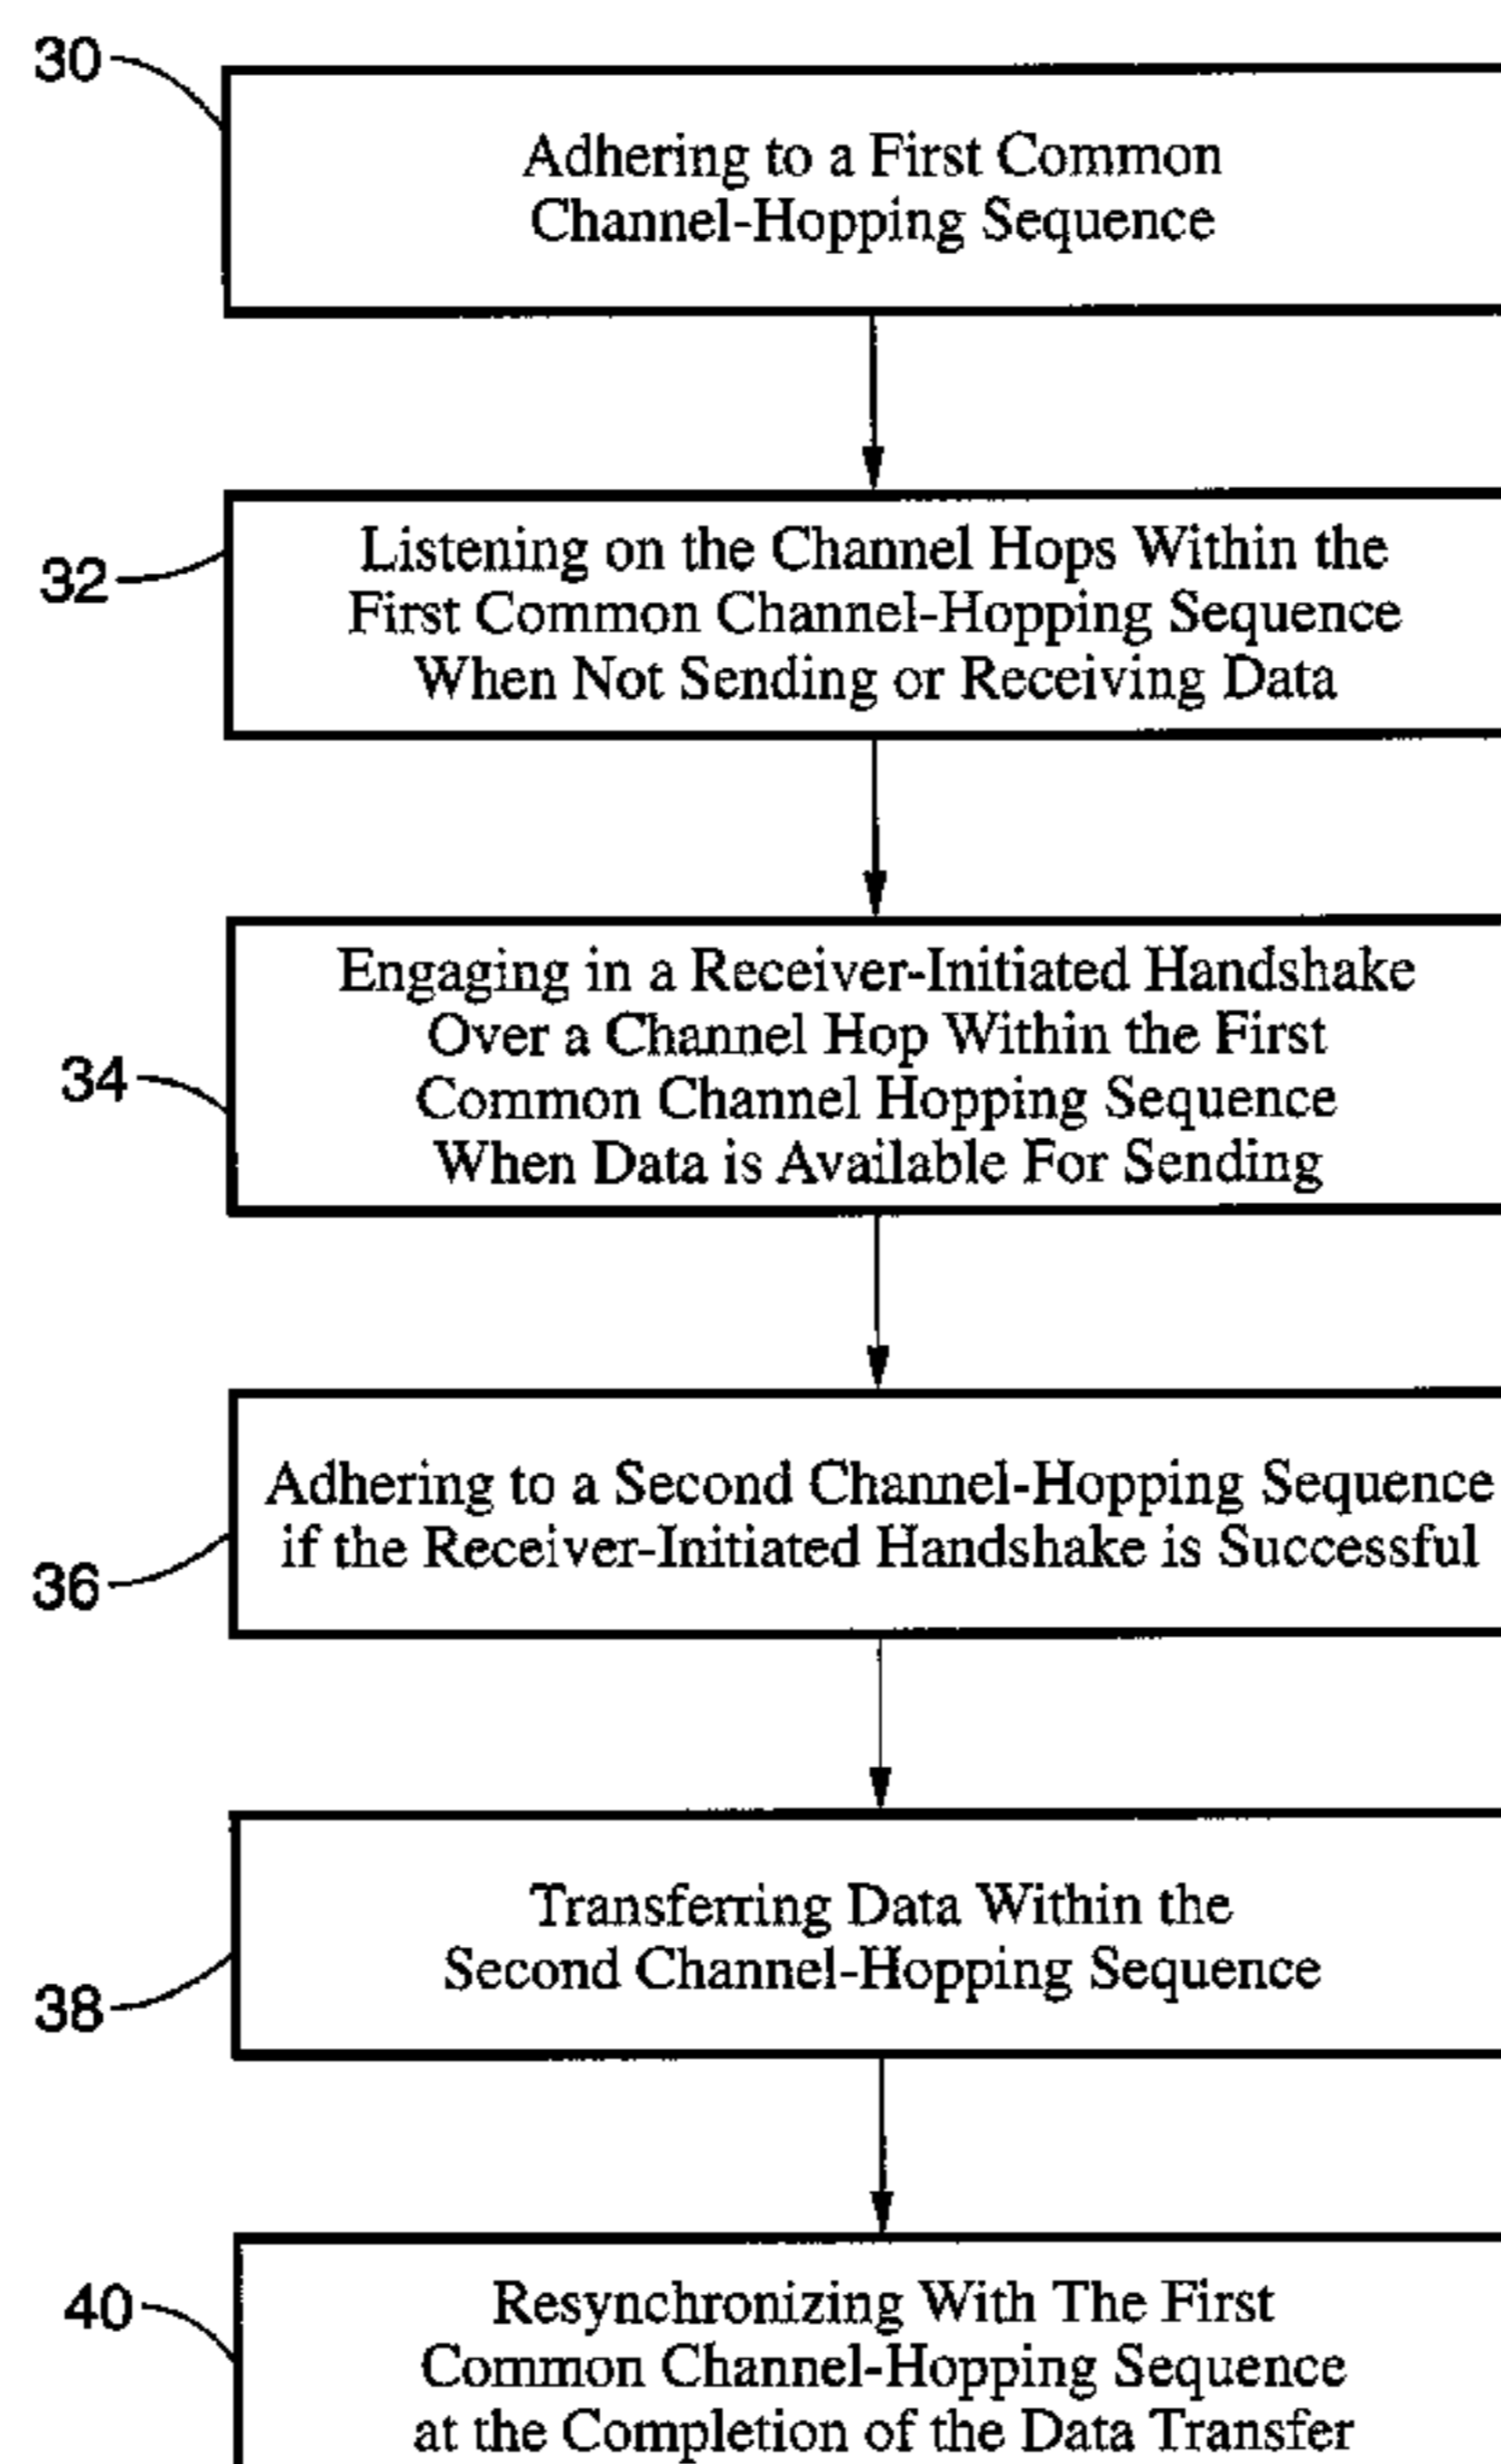 30
Adhering to a First Common
Channel-Hopping Sequence
32
Listening on the Channel Hops Within the
First Common Channel-Hopping Sequence
When Not Sending or Receiving Data
34
Engaging in a Receiver-Initiated Handshake
Over a Channel Hop Within the First
Common Channel Hopping Sequence
When Data is Available For Sending
36
Adhering to a Second Channel-Hopping Sequence
if the Receiver-Initiated Handshake is Successful
38
Transferring Data Within the
Second Channel-Hopping Sequence
40
Resynchronizing With The First
Common Channel-Hopping Sequence
at the Completion of the Data Transfer